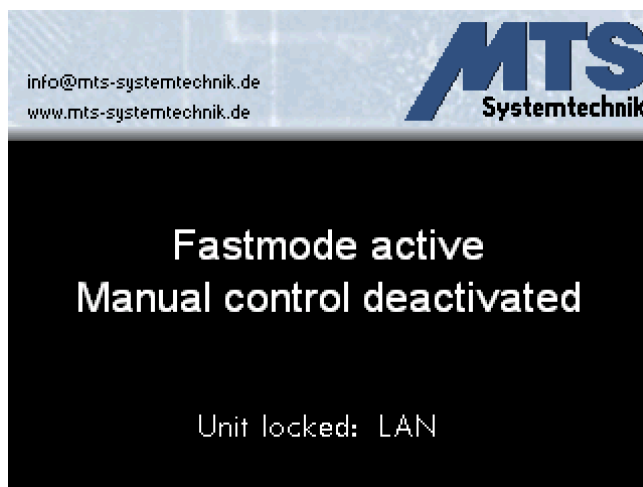 info@mts-systemtechnik.de
www.mts-systemtechnik.de
MTS
Systemtechnik
Fastmode active
Manual control deactivated
Unit locked: LAN